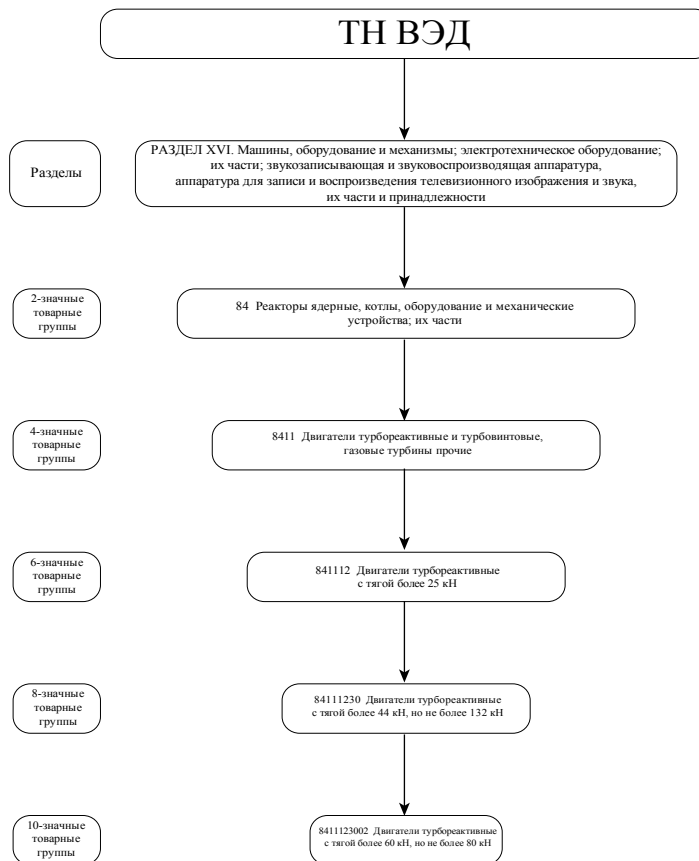 ТН ВЭД
Разделы
РАЗДЕЛ XVI. Машины, оборудование и механизмы; электротехническое оборудование;
их части; звукозаписывающая и звуковоспроизводящая аппаратура,
аппаратура для записи и воспроизведения телевизионного изображения и звука,
их части и принадлежности
2-значные
товарные
группы
84 Реакторы ядерные, котлы, оборудование и механические
устройства; их части
4-значные
товарные
группы
8411 Двигатели турбореактивные и турбовинтовые,
газовые турбины прочие
6-значные
товарные
группы
841112 Двигатели турбореактивные
с тягой более 25 кН
8-значные
товарные
группы
84111230 Двигатели турбореактивные
с тягой более 44 кН, но не более 132 кН
10-значные
товарные
группы
8411123002 Двигатели турбореактивные
с тягой более 60 кН, но не более 80 кН